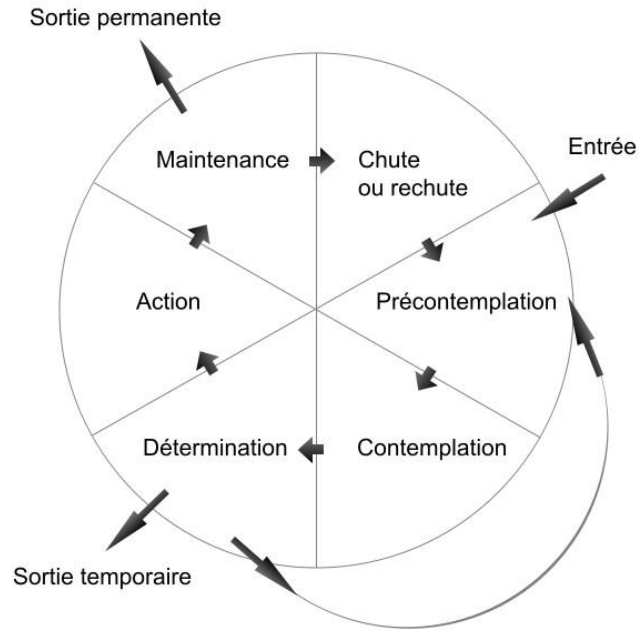 Sortie permanente
Entrée
Maintenance
Chute
ou rechute
Action
Précontemplation
Détermination
Contemplation
Sortie temporaire